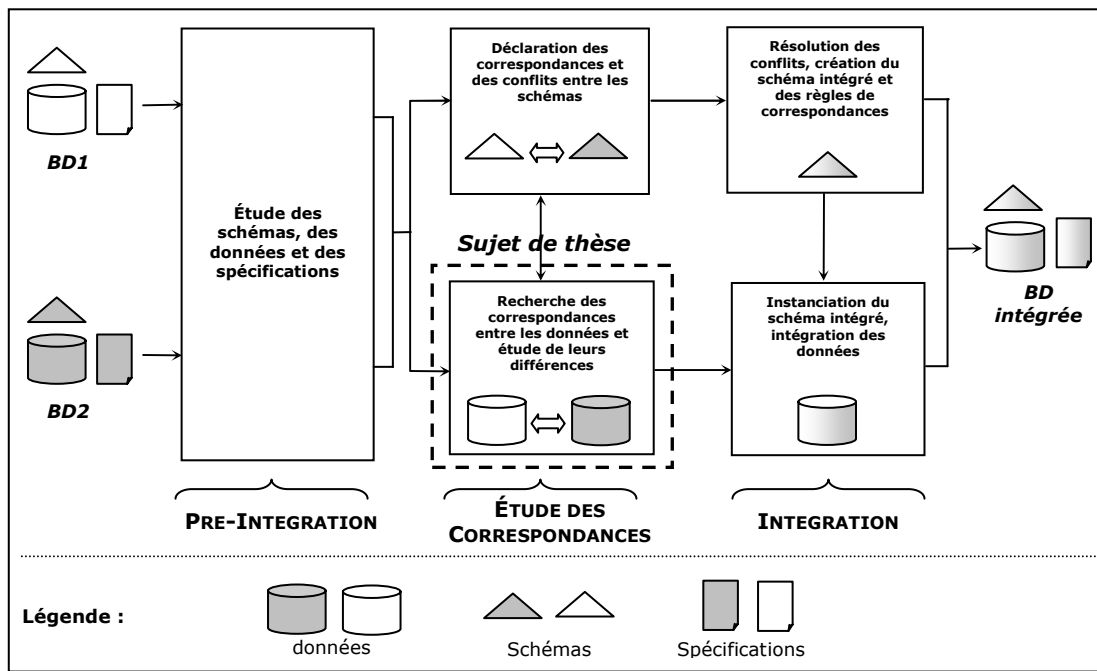 BD1
BD2
Étude des
schémas, des
données et des
spécifications
Déclaration des
correspondances et
des conflits entre les
schémas
Sujet de thèse
Recherche des
correspondances
entre les données et
étude de leurs
différences
Résolution des
conflits, création du
schéma intégré et
des règles de
correspondances
Instanciation du
schéma intégré,
intégration des
données
BD
intégrée
PRE-INTEGRATION
ÉTUDE DES
CORRESPONDANCES
INTEGRATION
Légende :
données
Schémas
Spécifications